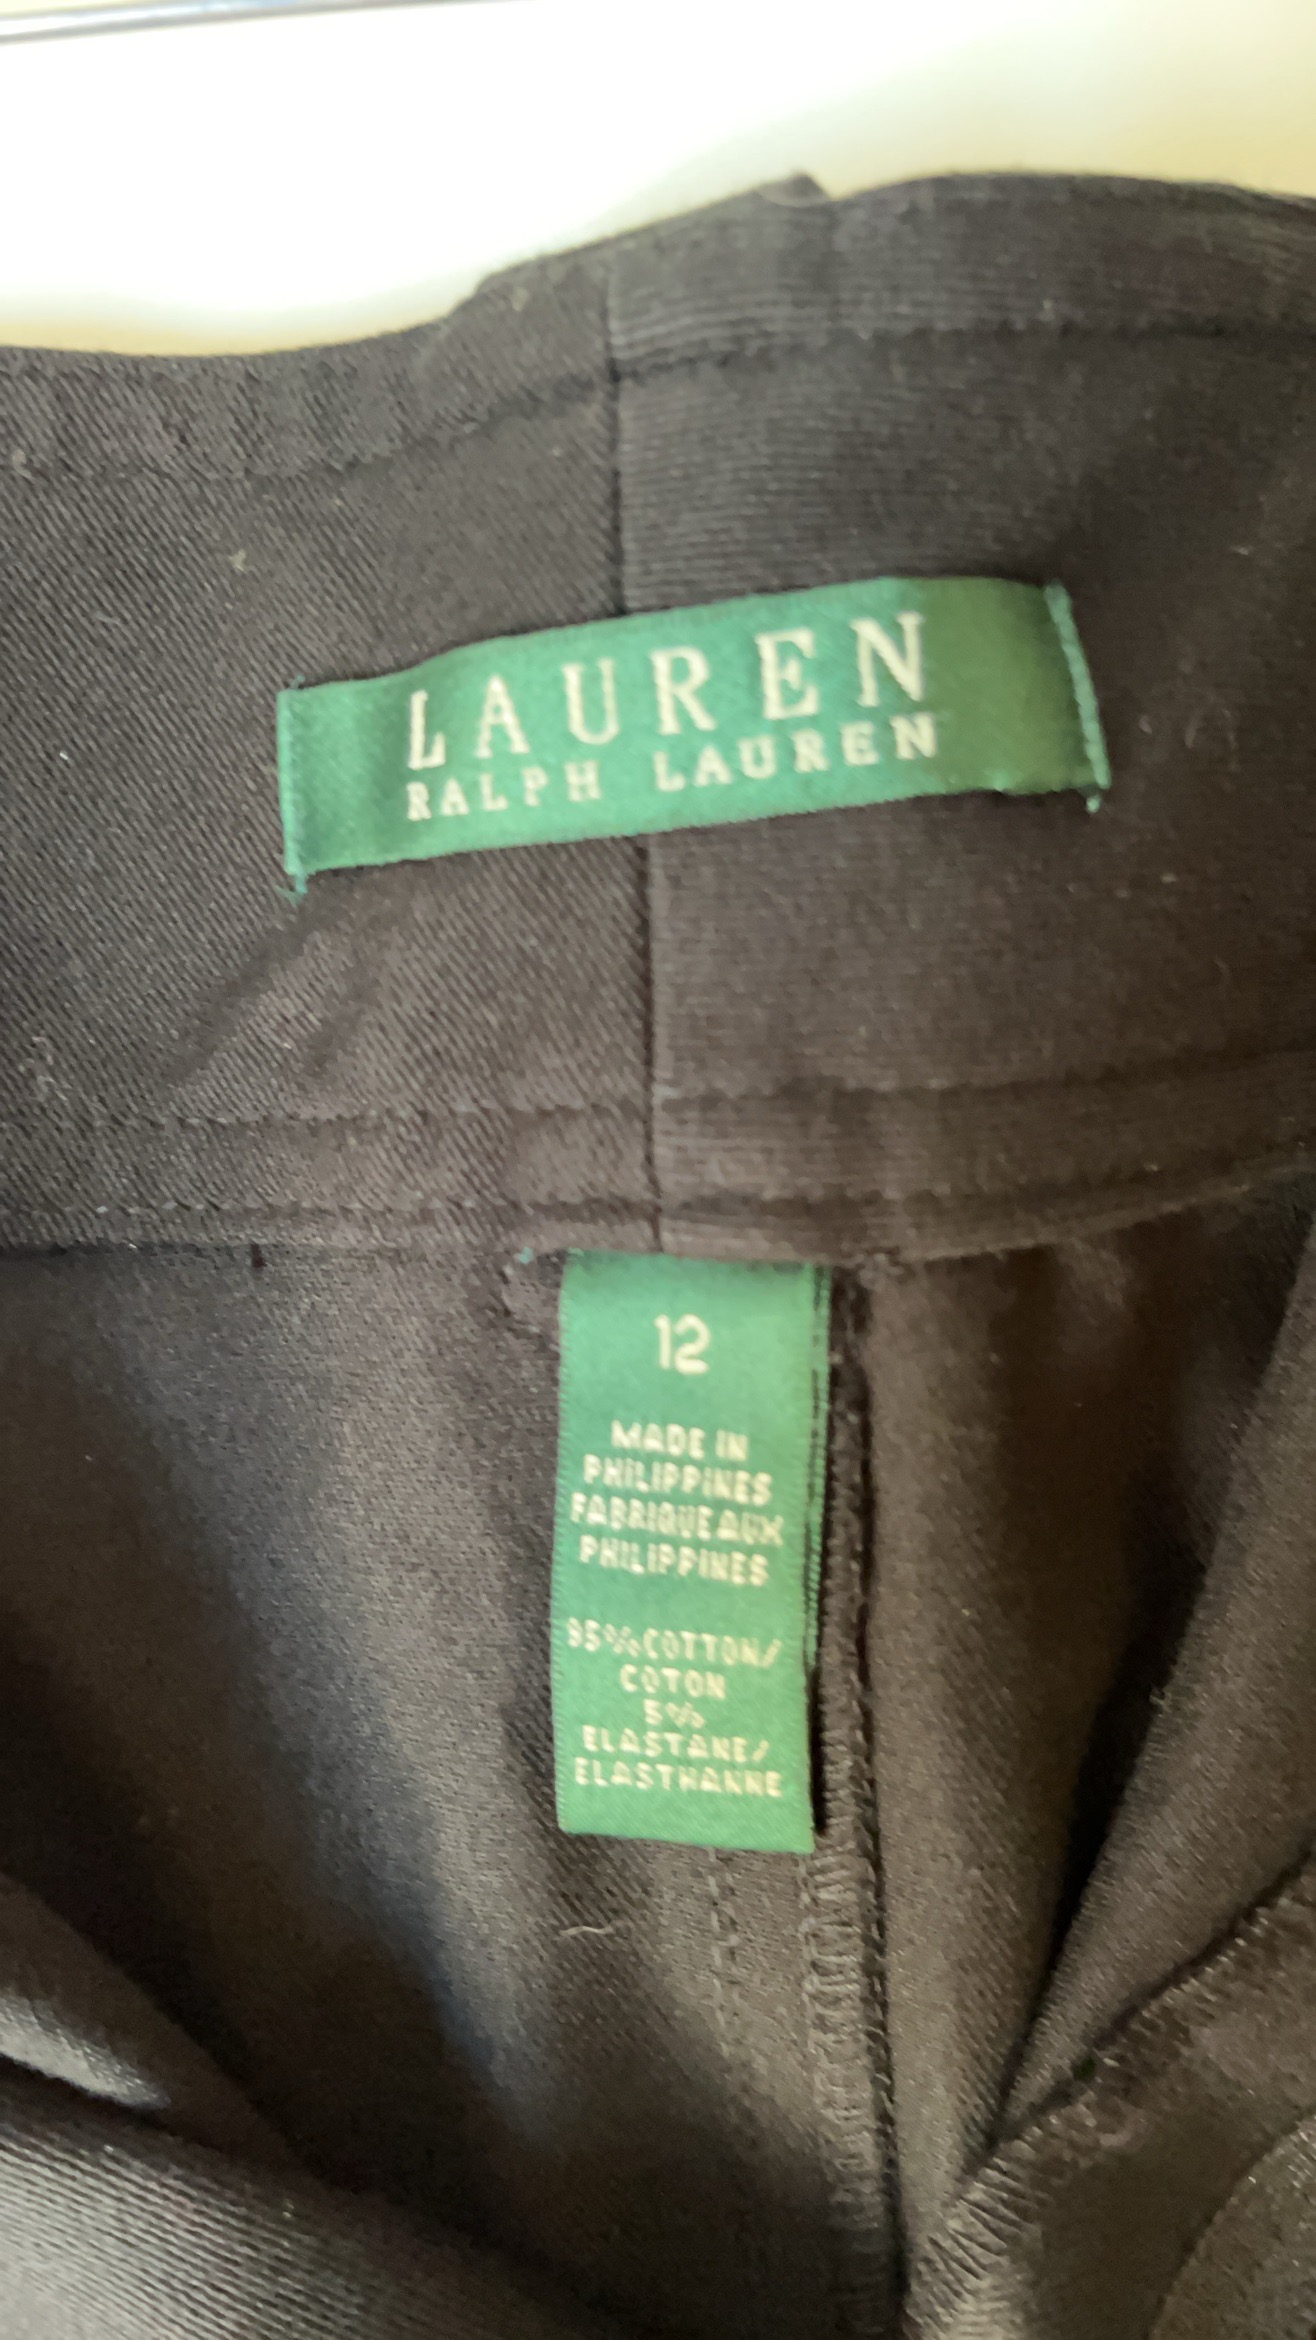 LAUREN
RALPH LAUREN
12
MADE IN
PHILIPPINES
FABRIQUE AUX
PHILIPPINES
95% COTTON/
COTON
5%
ELASTANE/
ELASTHANNE